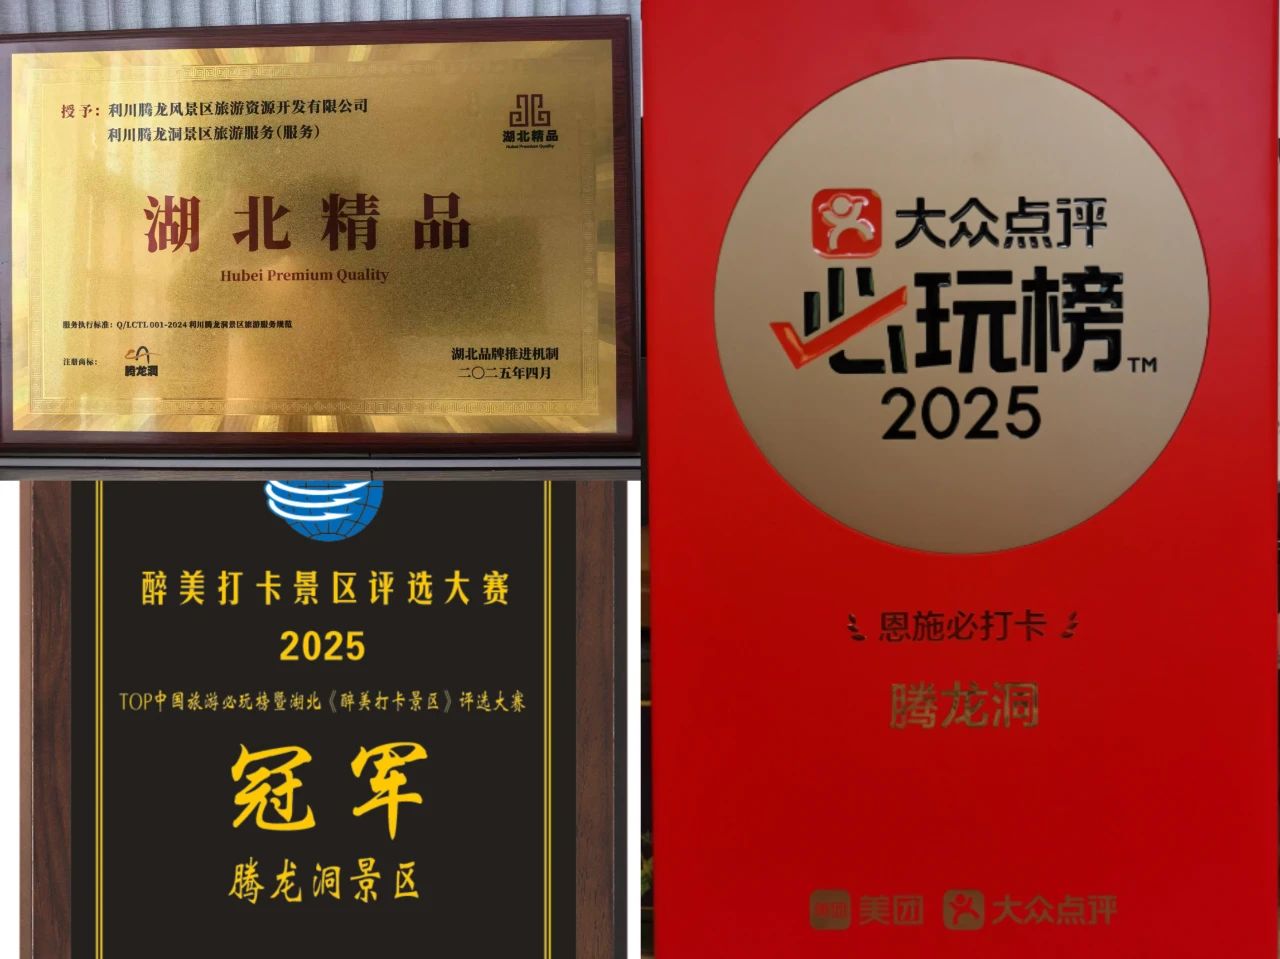 授予：利川腾龙风景区旅游资源开发有限公司
利川腾龙洞景区旅游服务(服务)
湖北精品
Hubei Premium Quality
湖北精品
Hubei Premium Quality
服务执行标准：Q/LCTL 001-2024 利川腾龙洞景区旅游服务规范
注册商标：
腾龙洞
湖北品牌推进机制
二〇二五年四月
醉美打卡景区评选大赛
2025
TOP中国旅游必玩榜暨湖北《醉美打卡景区》评选大赛
冠军
腾龙洞景区
大众点评
必玩榜™
2025
恩施必打卡
腾龙洞
美团 美团 大众点评